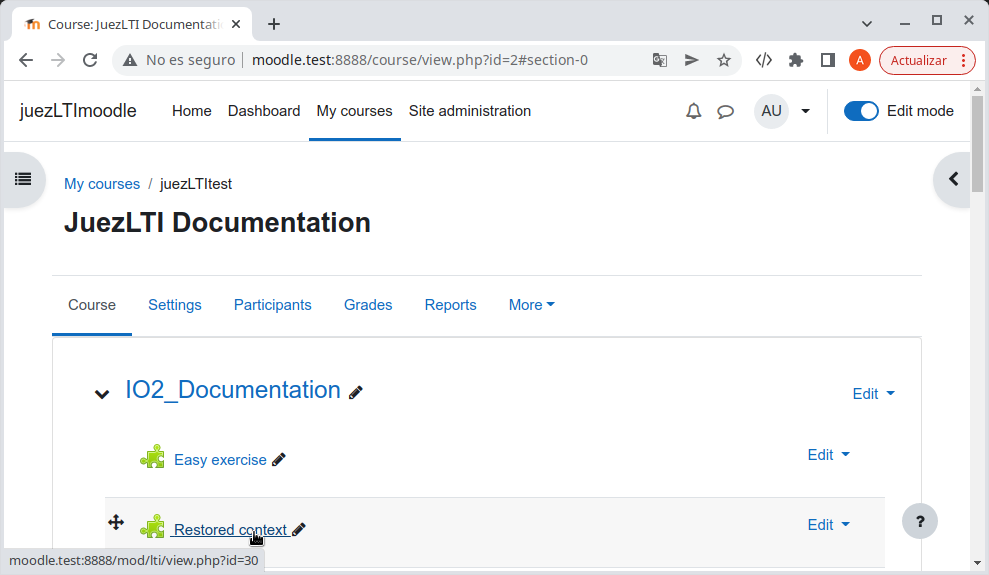 Course: JuezLTI Documentati
No es seguro
moodle.test:8888/course/view.php?id=2#section-0
A
Actualizar
juezLTImoodle
Home
Dashboard
My courses
Site administration
AU
Edit mode
My courses / juezLTItest
JuezLTI Documentation
Course
Settings
Participants
Grades
Reports
More
IO2_Documentation
Edit
Easy exercise
Edit
Restored context
Edit
?
moodle.test:8888/mod/lti/view.php?id=30